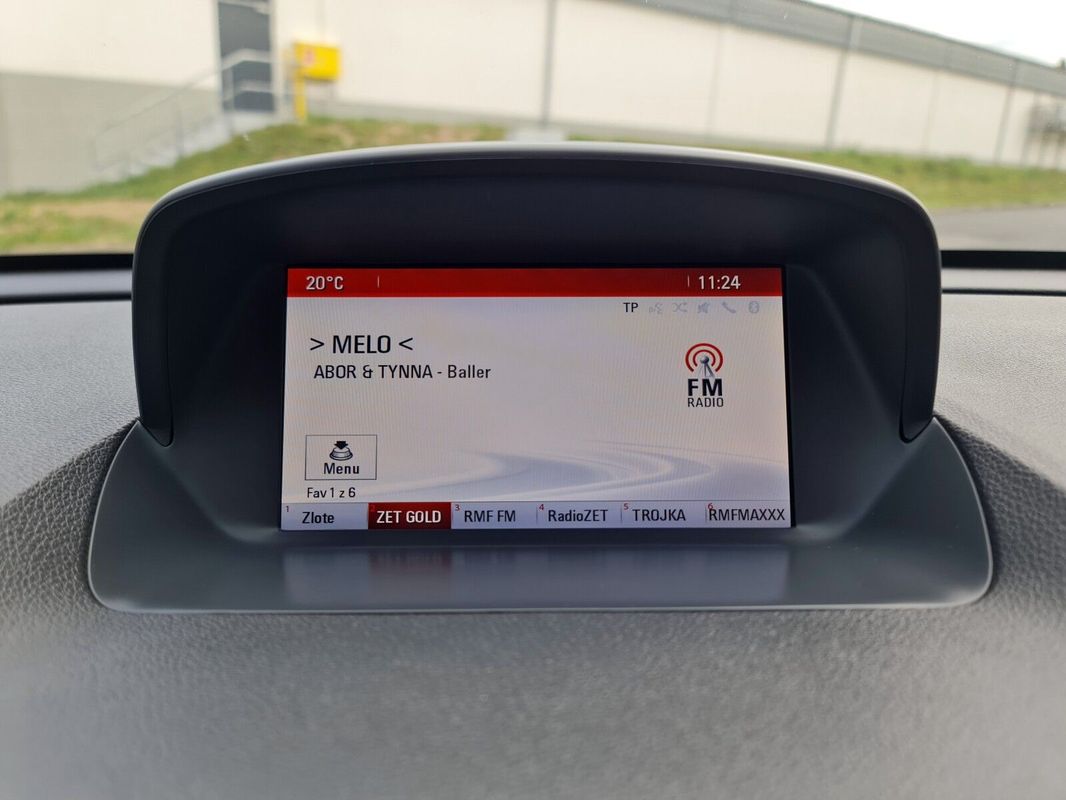 20°C 11:24
TP
> MELO <
ABOR & TYNNA - Baller
FM
RADIO
Menu
Fav 1 z 6
1 Zlote 2 ZET GOLD 3 RMF FM 4 RadioZET 5 TROJKA 6 RMFMAXXX